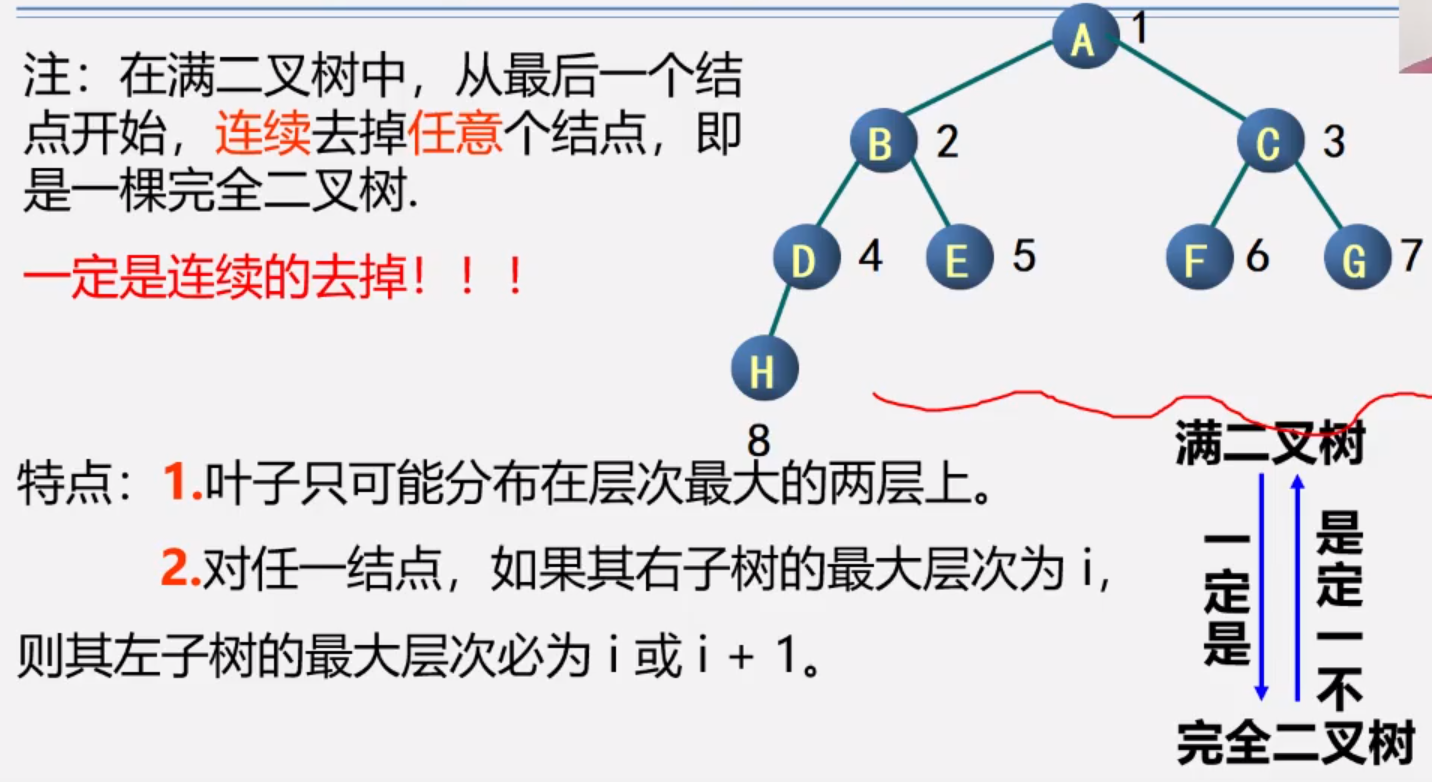 注：在满二叉树中，从最后一个结
点开始，连续去掉任意个结点，即
是一棵完全二叉树.
一定是连续的去掉！！！
A 1
B 2 C 3
D 4 E 5 F 6 G 7
H
8
特点：1.叶子只可能分布在层次最大的两层上。
2.对任一结点，如果其右子树的最大层次为 i，
则其左子树的最大层次必为 i 或 i + 1。
满二叉树
一定是
不一定是
完全二叉树